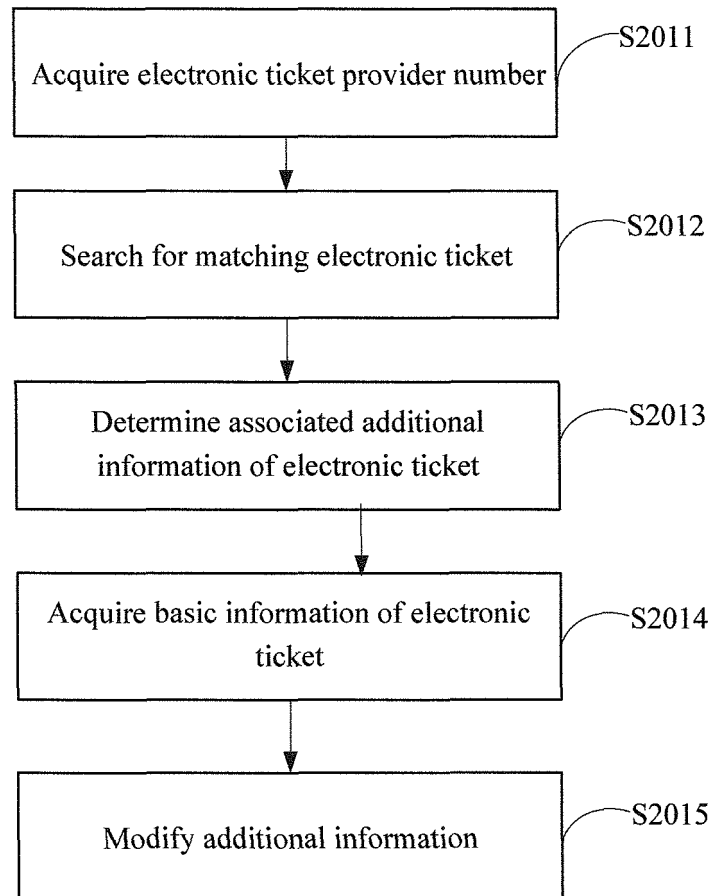 S2011
Acquire electronic ticket provider number
S2012
Search for matching electronic ticket
S2013
Determine associated additional
information of electronic ticket
S2014
Acquire basic information of electronic
ticket
S2015
Modify additional information